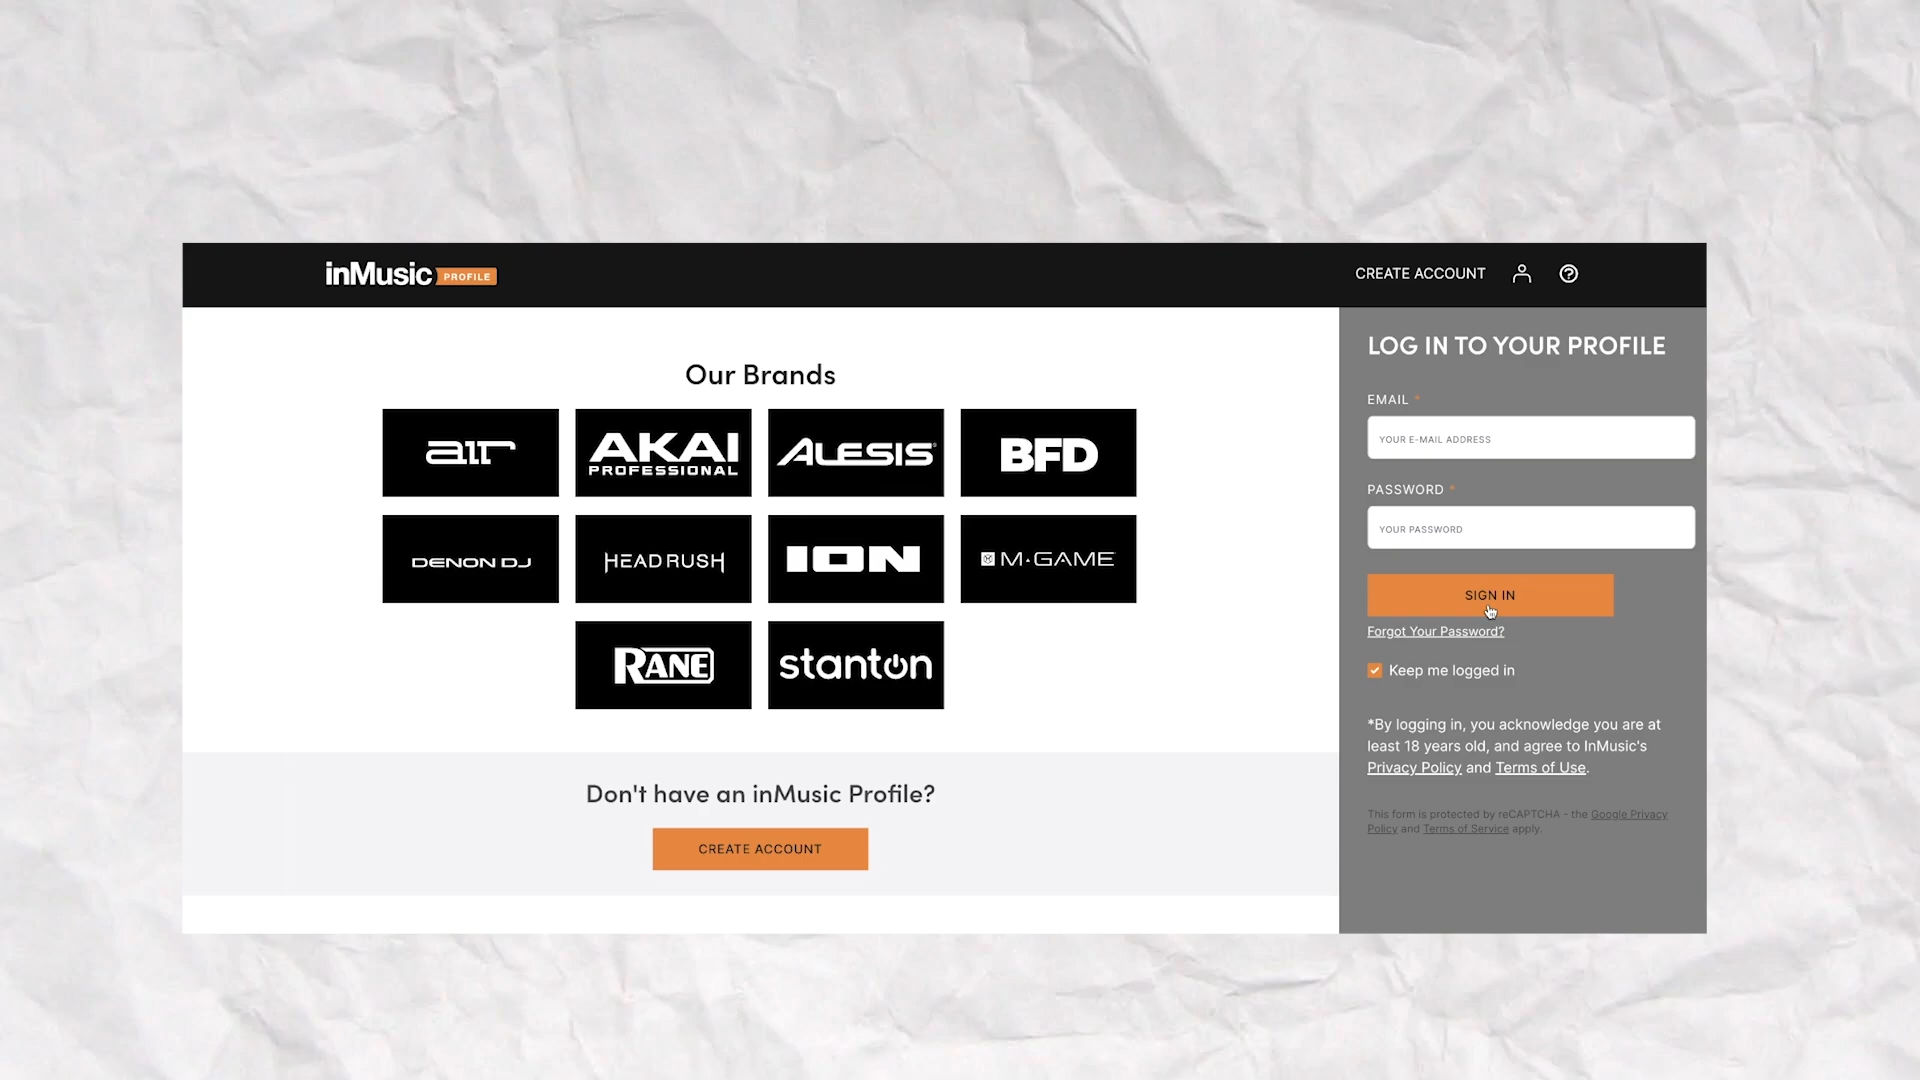 inMusic PROFILE
CREATE ACCOUNT
Our Brands
AIR
AKAI
PROFESSIONAL
ALESIS
BFD
DENON DJ
HEADRUSH
ION
M-GAME
RANE
stanton
Don't have an inMusic Profile?
CREATE ACCOUNT
LOG IN TO YOUR PROFILE
EMAIL *
YOUR E-MAIL ADDRESS
PASSWORD *
YOUR PASSWORD
SIGN IN
Forgot Your Password?
Keep me logged in
*By logging in, you acknowledge you are at
least 18 years old, and agree to InMusic's
Privacy Policy and Terms of Use.
This form is protected by reCAPTCHA - the Google Privacy
Policy and Terms of Service apply.